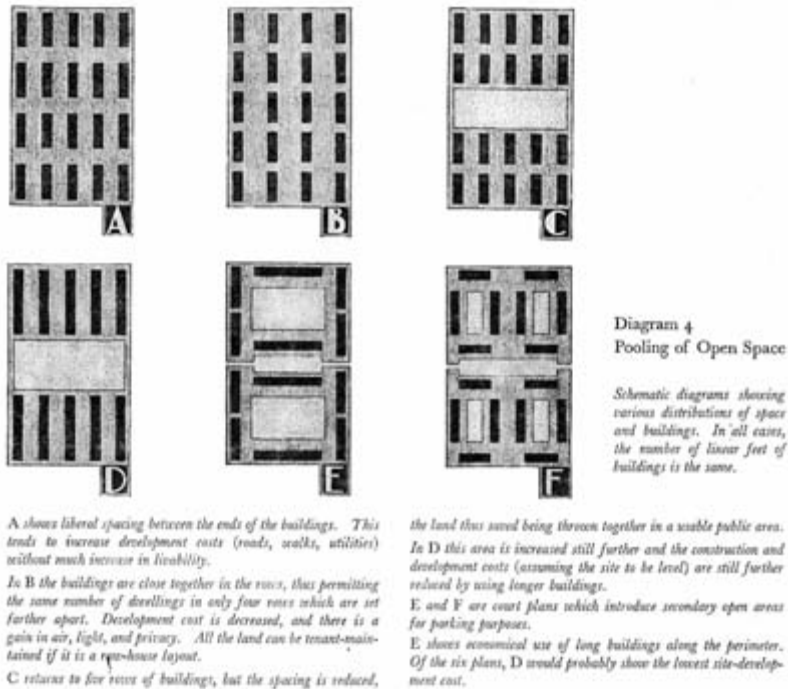 A
B
C
D
E
F
Diagram 4
Pooling of Open Space
Schematic diagrams showing
various distributions of space
and buildings. In all cases,
the number of linear feet of
buildings is the same.
A shows liberal spacing between the ends of the buildings. This
tends to increase development costs (roads, walks, utilities)
without much increase in livability.
In B the buildings are close together in the rows, thus permitting
the same number of dwellings in only four rows which are set
farther apart. Development cost is decreased, and there is a
gain in air, light, and privacy. All the land can be tenant-main-
tained if it is a row-house layout.
C returns to five rows of buildings, but the spacing is reduced,
the land thus saved being thrown together in a usable public area.
In D this area is increased still further and the construction and
development costs (assuming the site to be level) are still further
reduced by using longer buildings.
E and F are court plans which introduce secondary open areas
for parking purposes.
E shows economical use of long buildings along the perimeter.
Of the six plans, D would probably show the lowest site-develop-
ment cost.